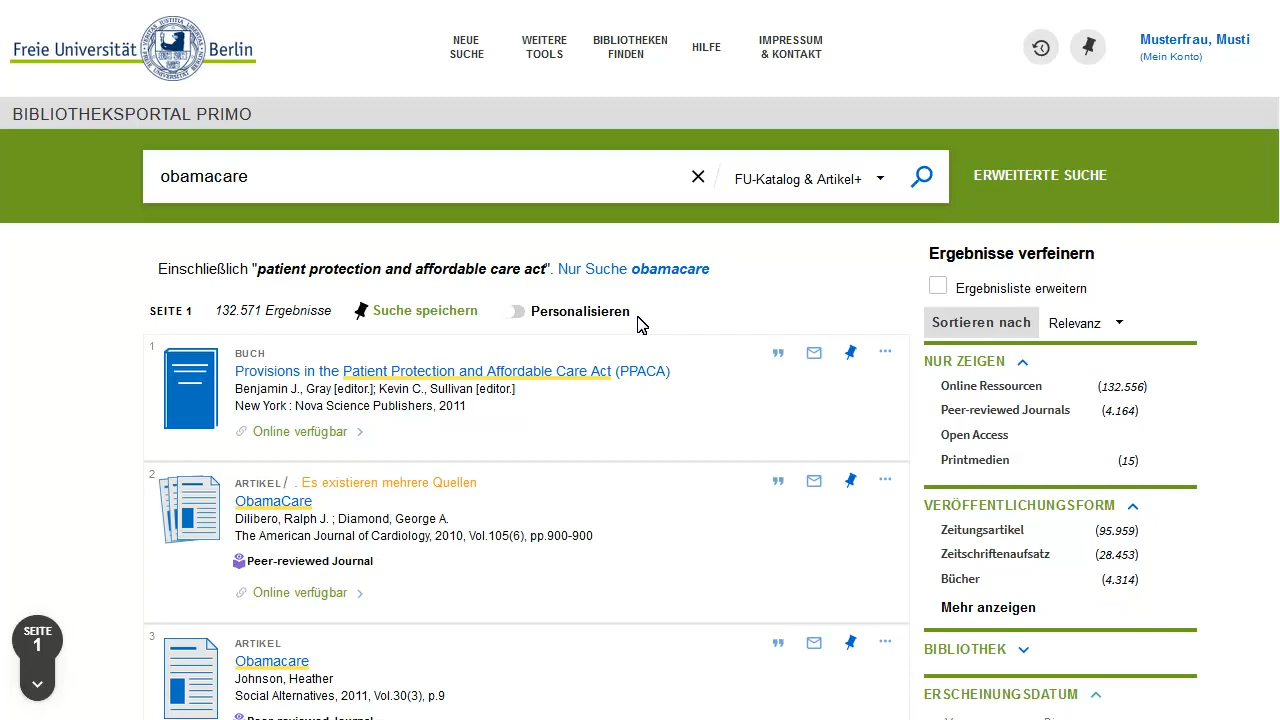 Freie Universität Berlin
NEUE SUCHE
WEITERE TOOLS
BIBLIOTHEKEN FINDEN
HILFE
IMPRESSUM & KONTAKT
Musterfrau, Musti
(Mein Konto)
BIBLIOTHEKSPORTAL PRIMO
obamacare
FU-Katalog & Artikel+
ERWEITERTE SUCHE
Einschließlich "patient protection and affordable care act". Nur Suche obamacare
SEITE 1 132.571 Ergebnisse Suche speichern Personalisieren
1
BUCH
Provisions in the Patient Protection and Affordable Care Act (PPACA)
Benjamin J., Gray [editor.]; Kevin C., Sullivan [editor.]
New York : Nova Science Publishers, 2011
Online verfügbar
2
ARTIKEL / . Es existieren mehrere Quellen
ObamaCare
Dilibero, Ralph J. ; Diamond, George A.
The American Journal of Cardiology, 2010, Vol.105(6), pp.900-900
Peer-reviewed Journal
Online verfügbar
3
ARTIKEL
Obamacare
Johnson, Heather
Social Alternatives, 2011, Vol.30(3), p.9
Peer-reviewed Journal
SEITE
1
Ergebnisse verfeinern
Ergebnisliste erweitern
Sortieren nach Relevanz
NUR ZEIGEN
Online Ressourcen (132.556)
Peer-reviewed Journals (4.164)
Open Access
Printmedien (15)
VERÖFFENTLICHUNGSFORM
Zeitungsartikel (95.959)
Zeitschriftenaufsatz (28.453)
Bücher (4.314)
Mehr anzeigen
BIBLIOTHEK
ERSCHEINUNGSDATUM